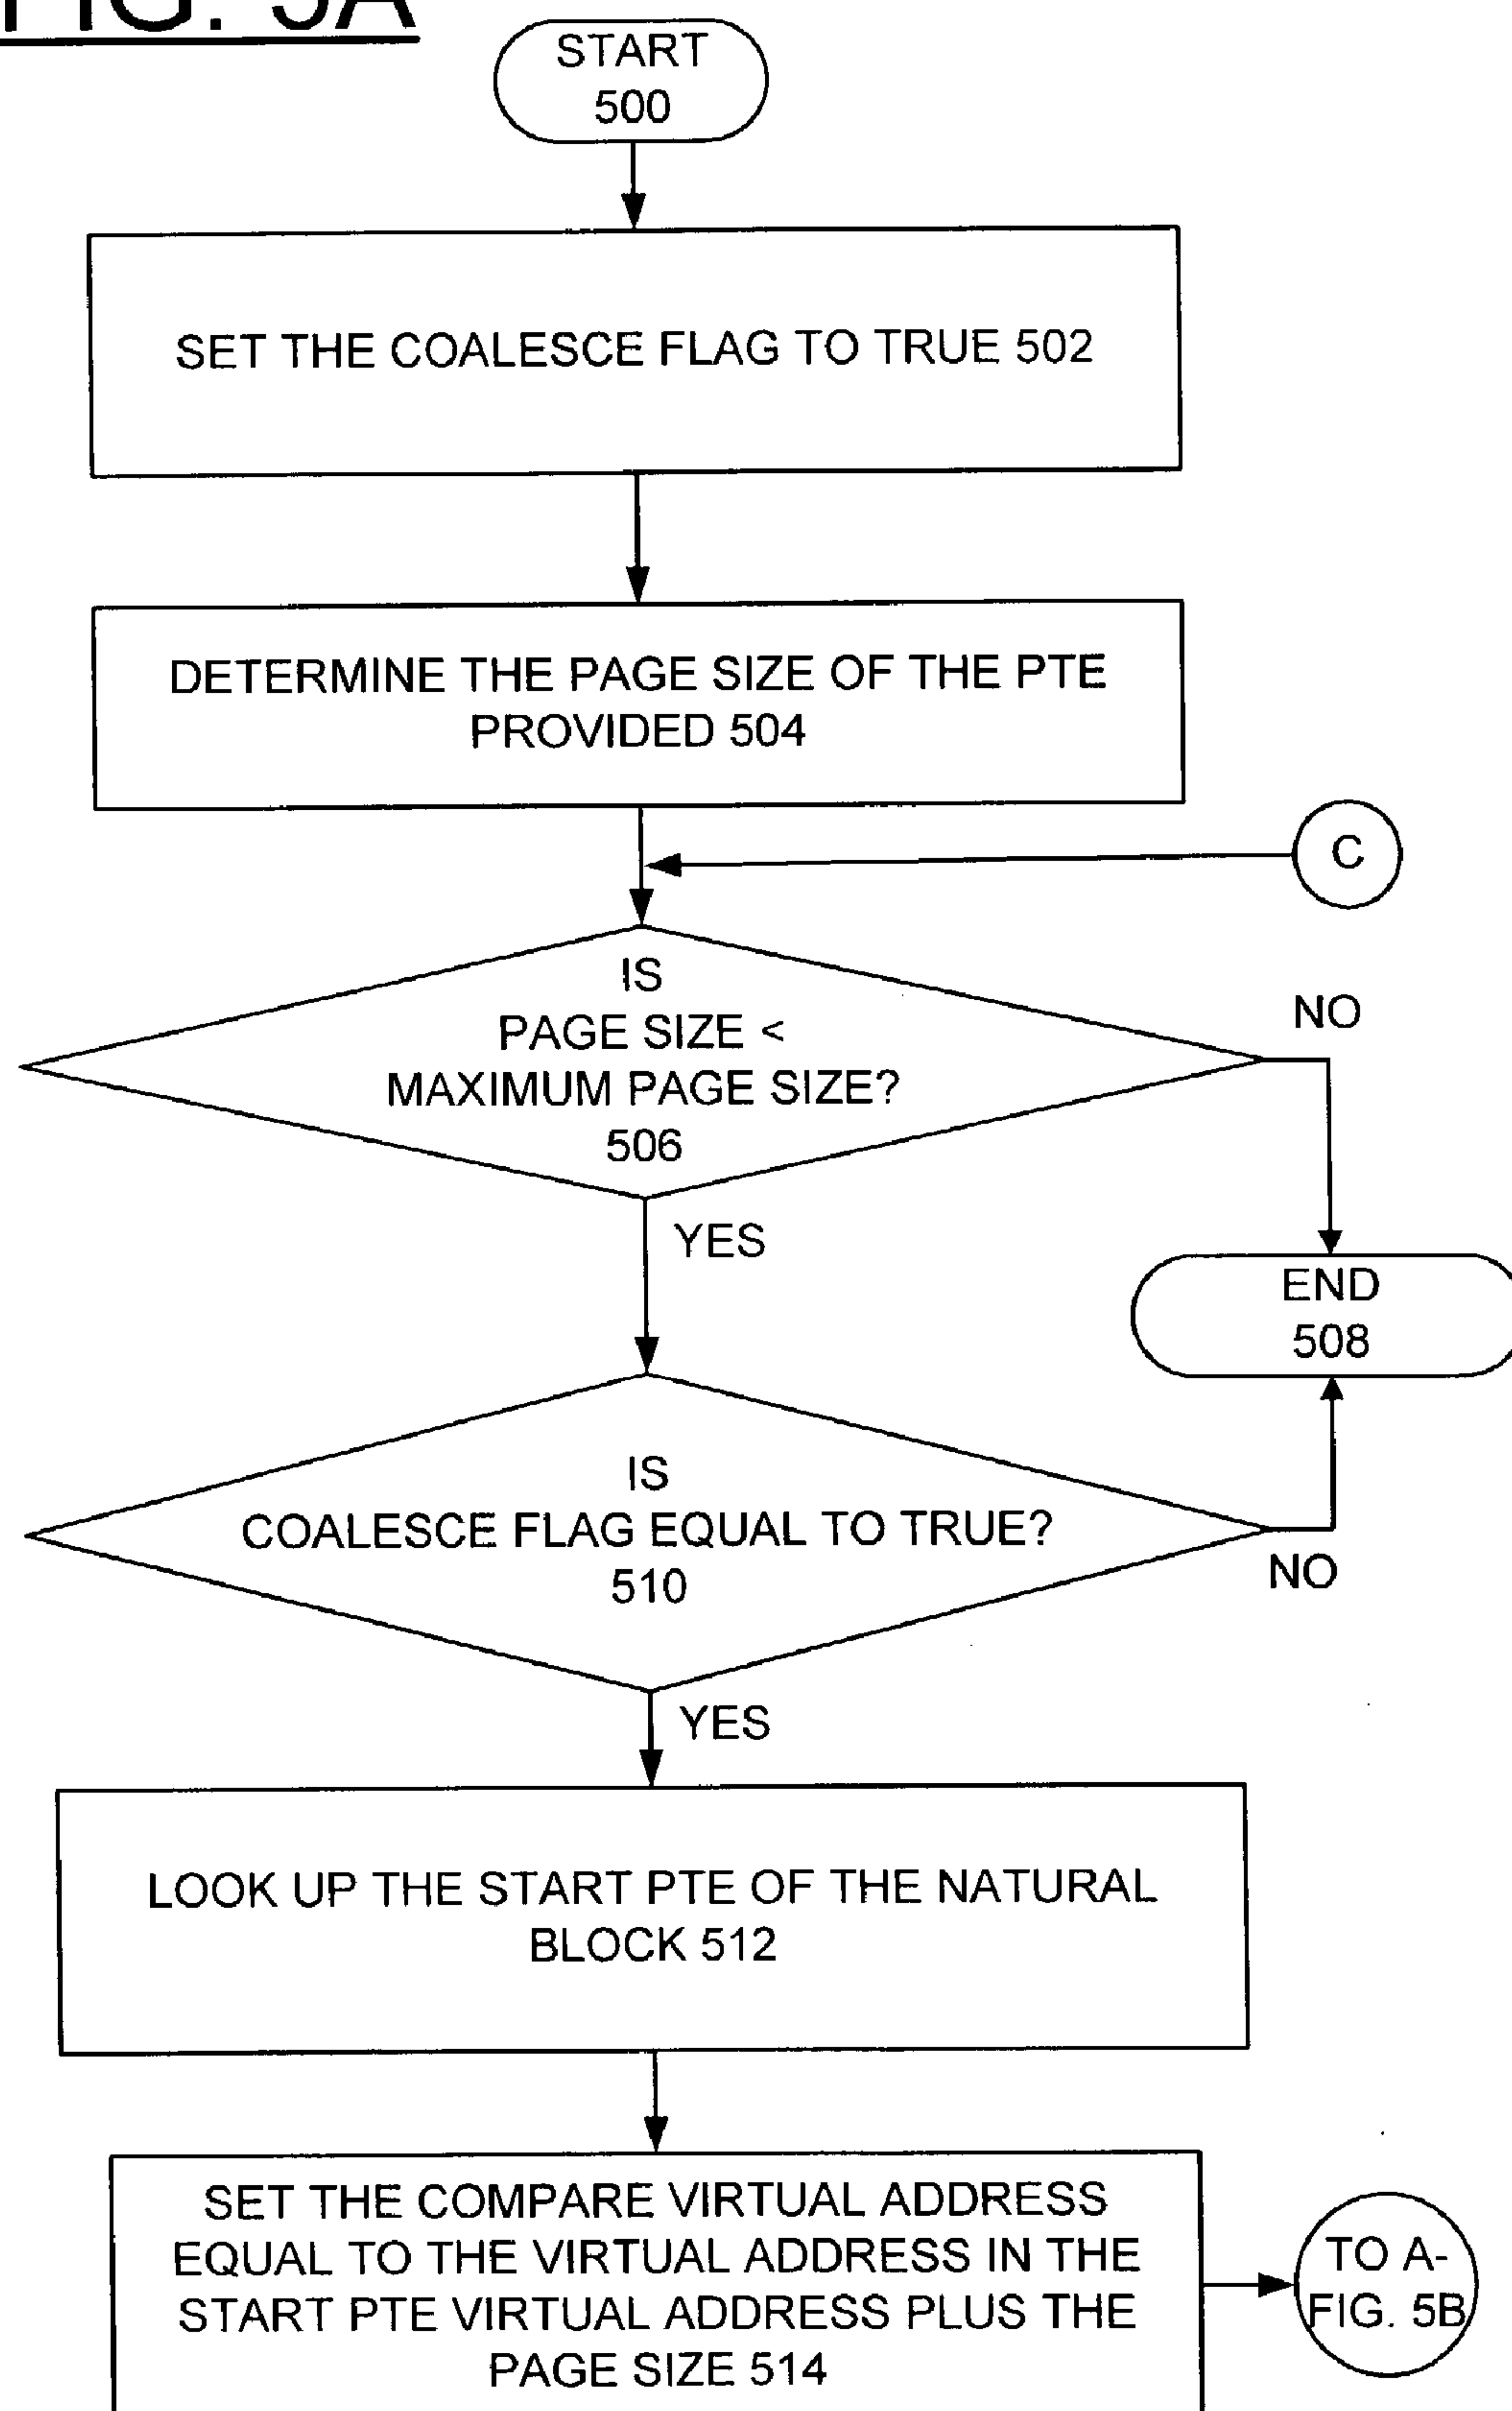 FIG. 5A
START
500
SET THE COALESCE FLAG TO TRUE 502
DETERMINE THE PAGE SIZE OF THE PTE
PROVIDED 504
C
IS
PAGE SIZE <
MAXIMUM PAGE SIZE?
506
NO
YES
END
508
IS
COALESCE FLAG EQUAL TO TRUE?
510
NO
YES
LOOK UP THE START PTE OF THE NATURAL
BLOCK 512
SET THE COMPARE VIRTUAL ADDRESS
EQUAL TO THE VIRTUAL ADDRESS IN THE
START PTE VIRTUAL ADDRESS PLUS THE
PAGE SIZE 514
TO A-
FIG. 5B